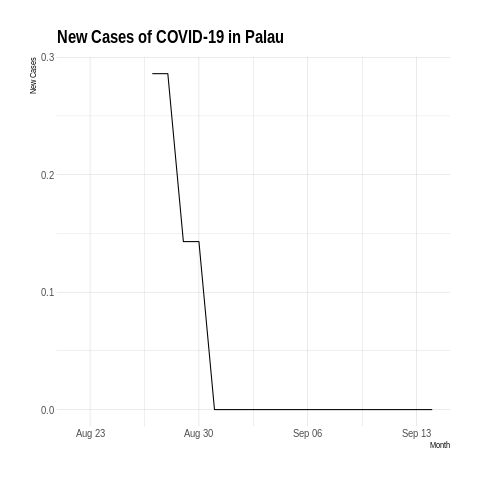 New Cases of COVID-19 in Palau
New Cases
0.3
0.2
0.1
0.0
Aug 23 Aug 30 Sep 06 Sep 13
Month